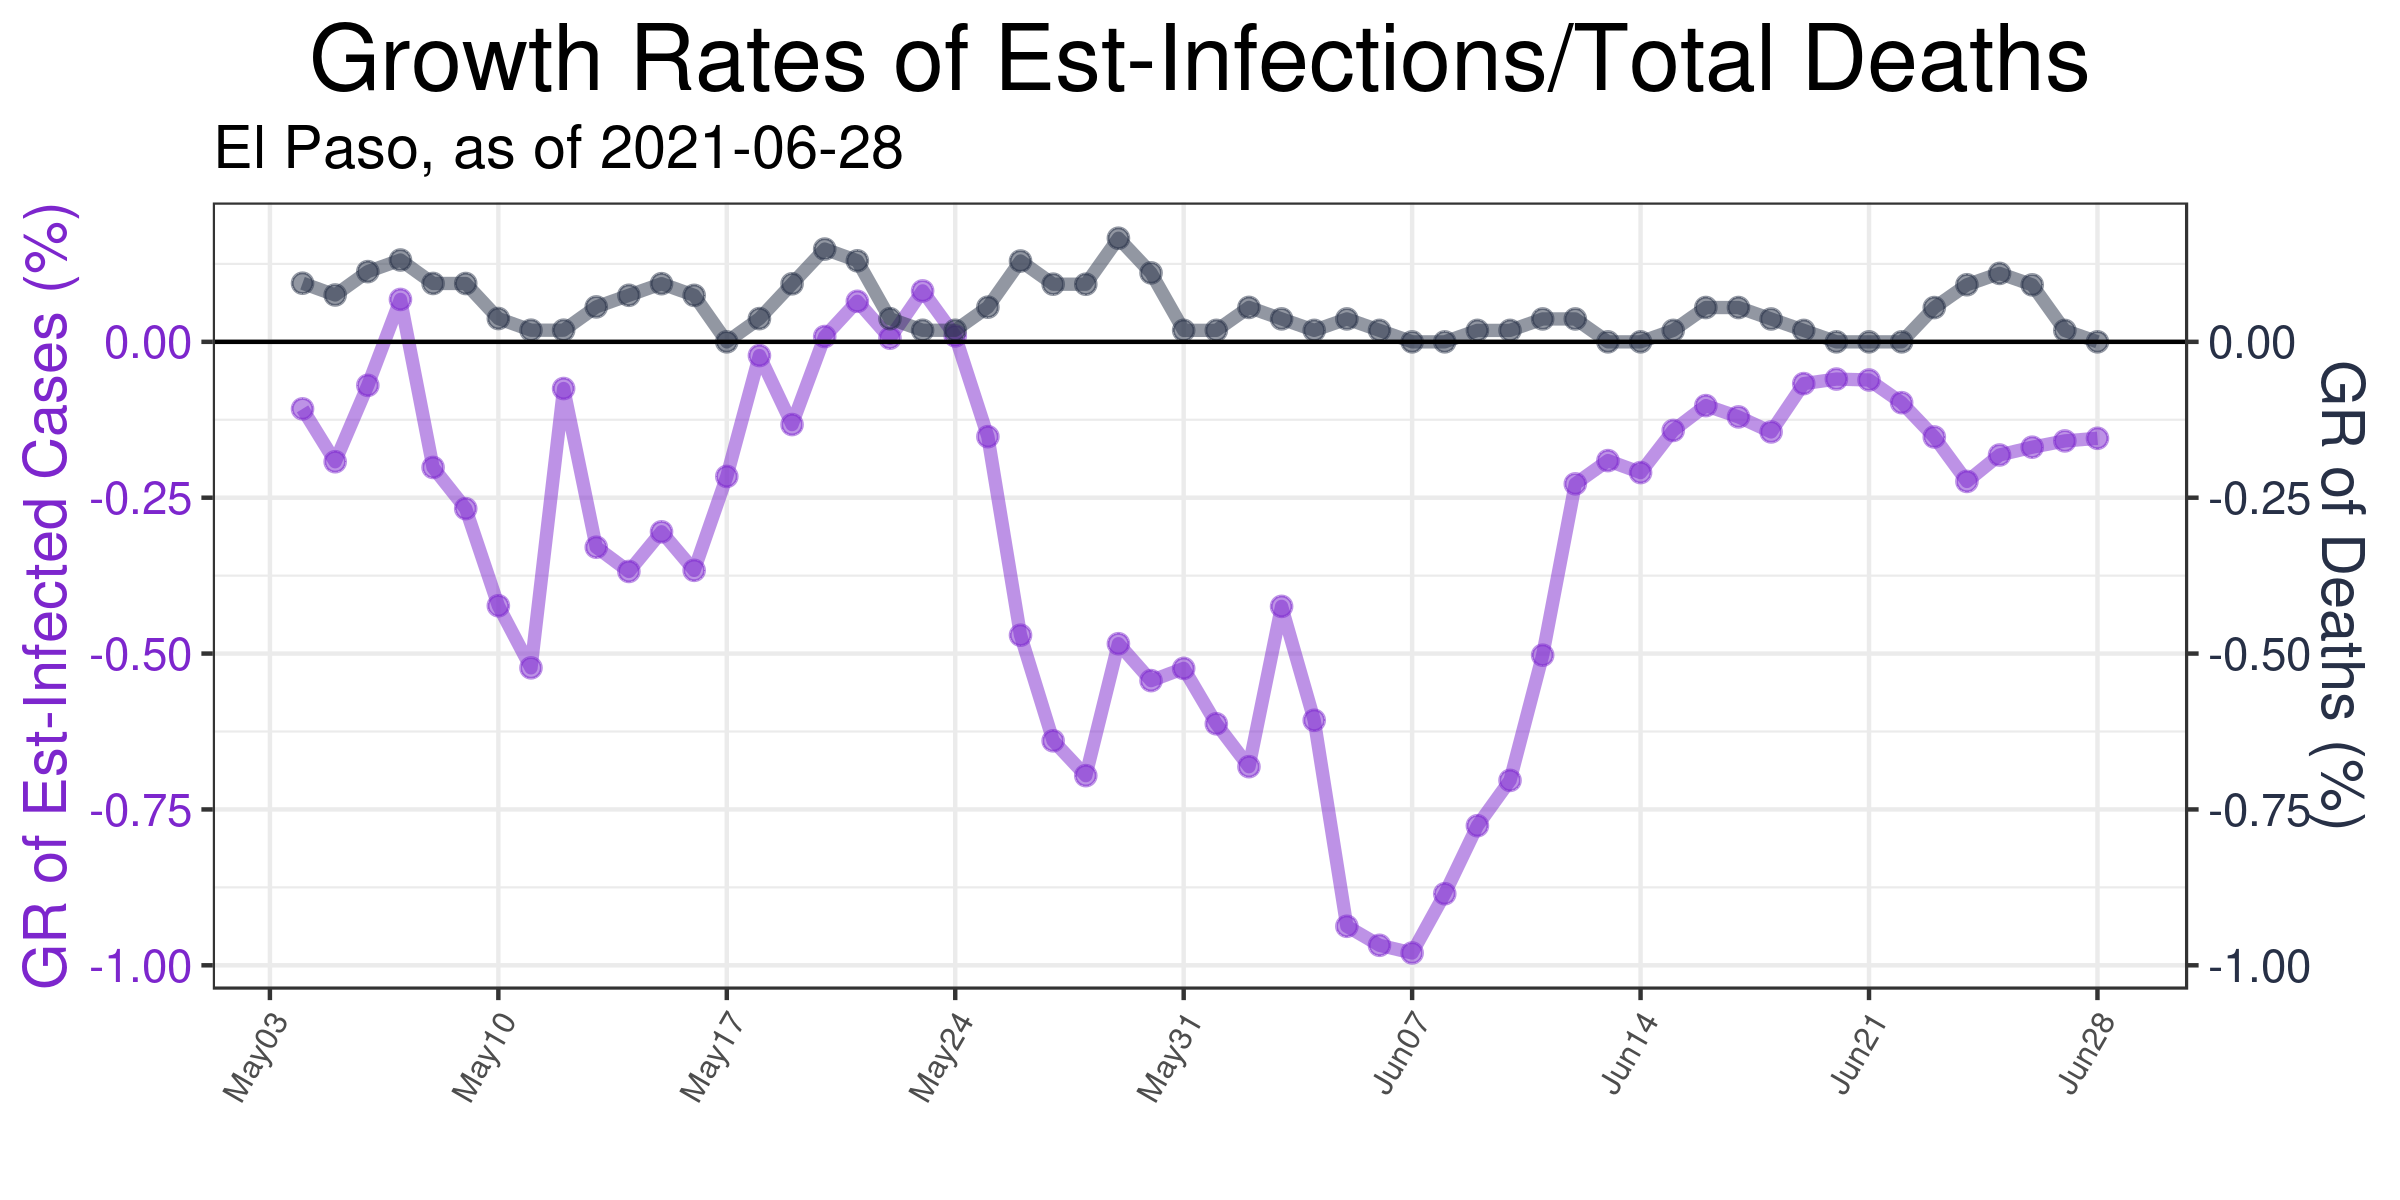 Growth Rates of Est-Infections/Total Deaths
El Paso, as of 2021-06-28
GR of Est-Infected Cases (%)
0.00
-0.25
-0.50
-0.75
-1.00
0.00
-0.25
-0.50
-0.75
-1.00
GR of Deaths (%)
May03
May10
May17
May24
May31
Jun07
Jun14
Jun21
Jun28